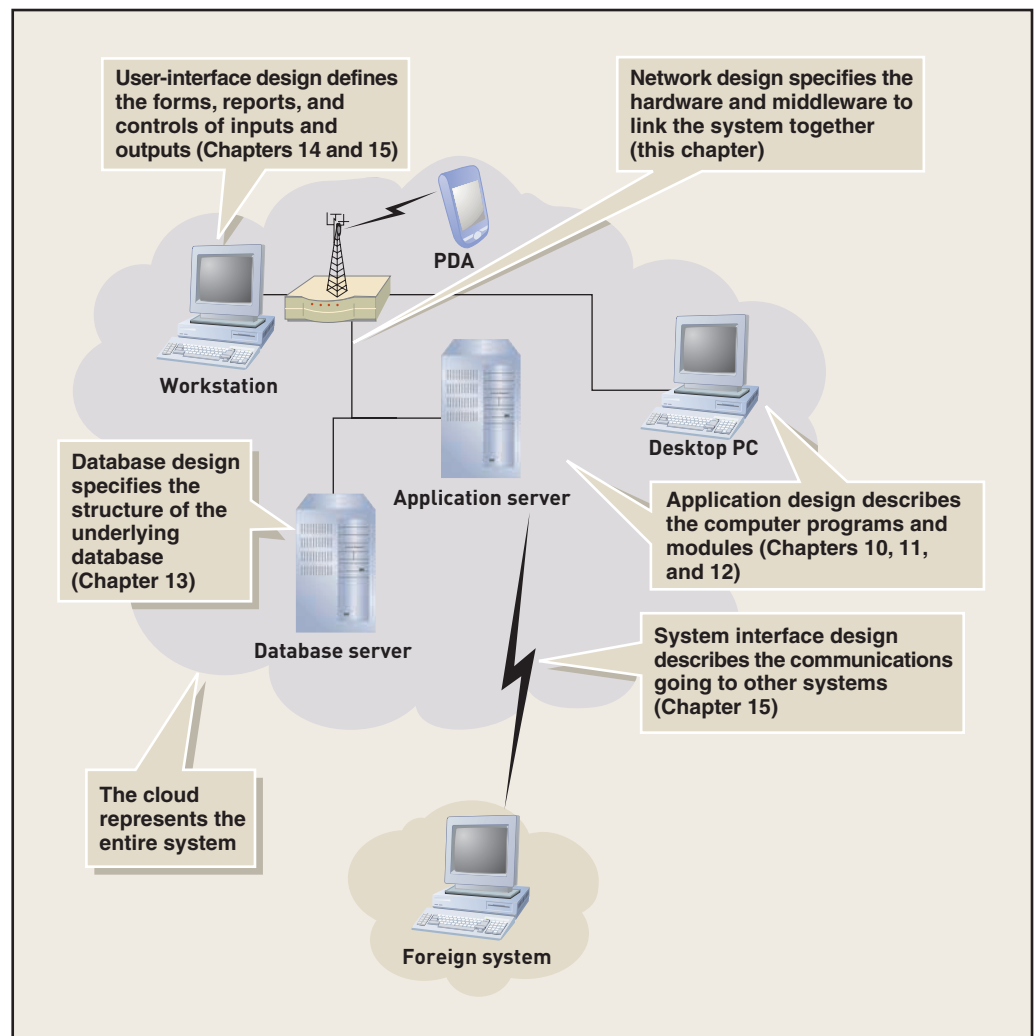 User-interface design defines
the forms, reports, and
controls of inputs and
outputs (Chapters 14 and 15)
Network design specifies the
hardware and middleware to
link the system together
(this chapter)
PDA
Workstation
Desktop PC
Application server
Database design
specifies the
structure of the
underlying
database
(Chapter 13)
Application design describes
the computer programs and
modules (Chapters 10, 11,
and 12)
Database server
System interface design
describes the communications
going to other systems
(Chapter 15)
The cloud
represents the
entire system
Foreign system